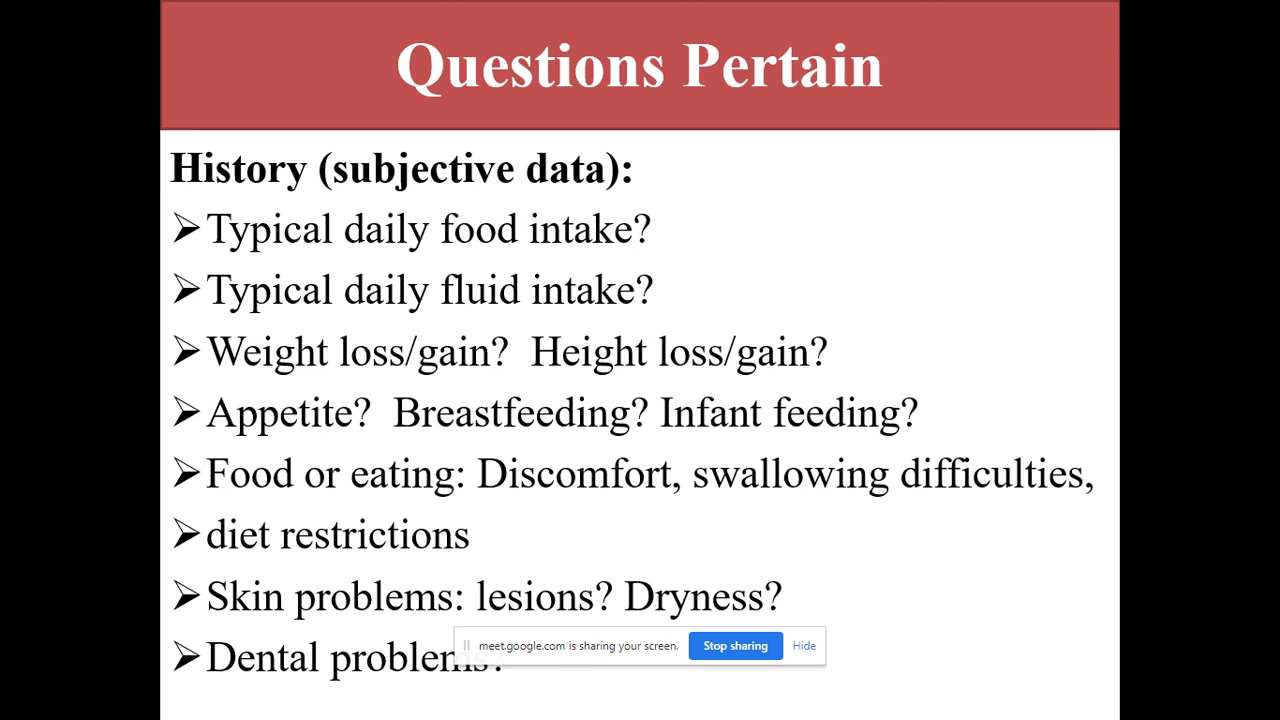 Questions Pertain
History (subjective data):
➢Typical daily food intake?
➢Typical daily fluid intake?
➢Weight loss/gain?  Height loss/gain?
➢Appetite?  Breastfeeding? Infant feeding?
➢Food or eating: Discomfort, swallowing difficulties,
➢diet restrictions
➢Skin problems: lesions? Dryness?
➢Dental problems?
meet.google.com is sharing your screen. Stop sharing Hide